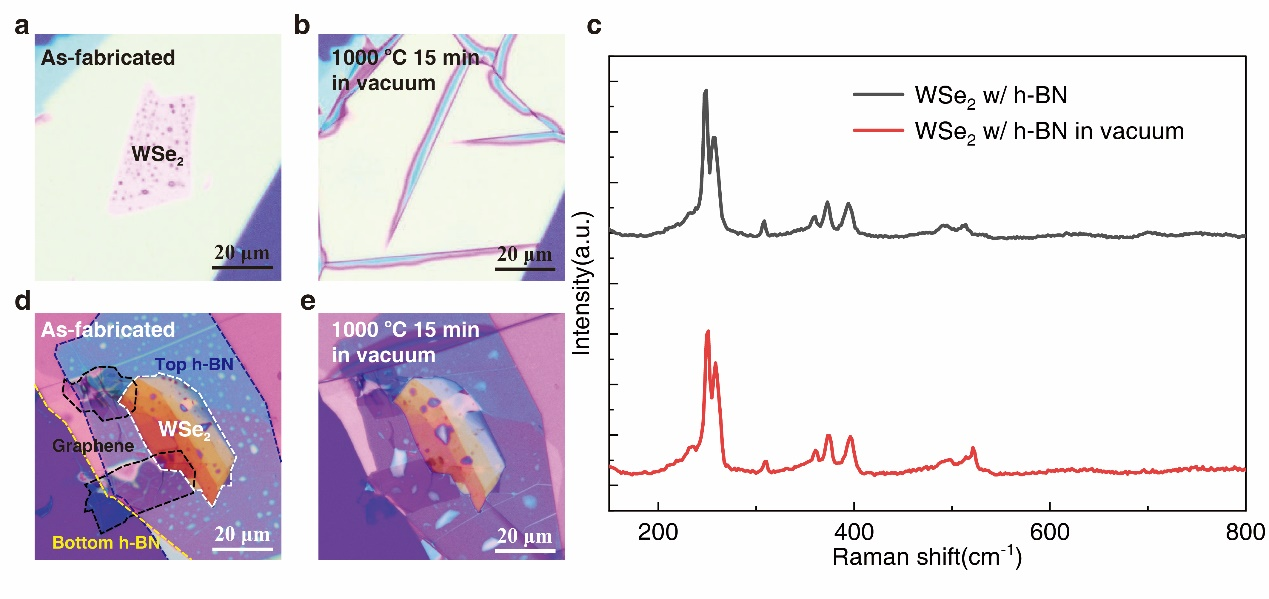 a
As-fabricated
WSe₂
20 μm
b
1000 °C 15 min
in vacuum
20 μm
c
WSe₂ w/ h-BN
WSe₂ w/ h-BN in vacuum
Intensity(a.u.)
200
400
600
800
Raman shift(cm⁻¹)
d
As-fabricated
Top h-BN
WSe₂
Graphene
Bottom h-BN
20 μm
e
1000 °C 15 min
in vacuum
20 μm